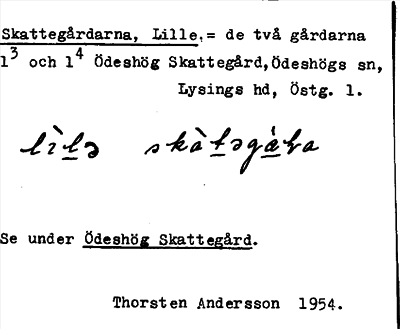 Skattegårdarna, Lille.= de två gårdarna
1³ och 1⁴ Ödeshög Skattegård,Ödeshögs sn,
Lysings hd, Östg. l.
Se under Ödeshög Skattegård.
Thorsten Andersson 1954.